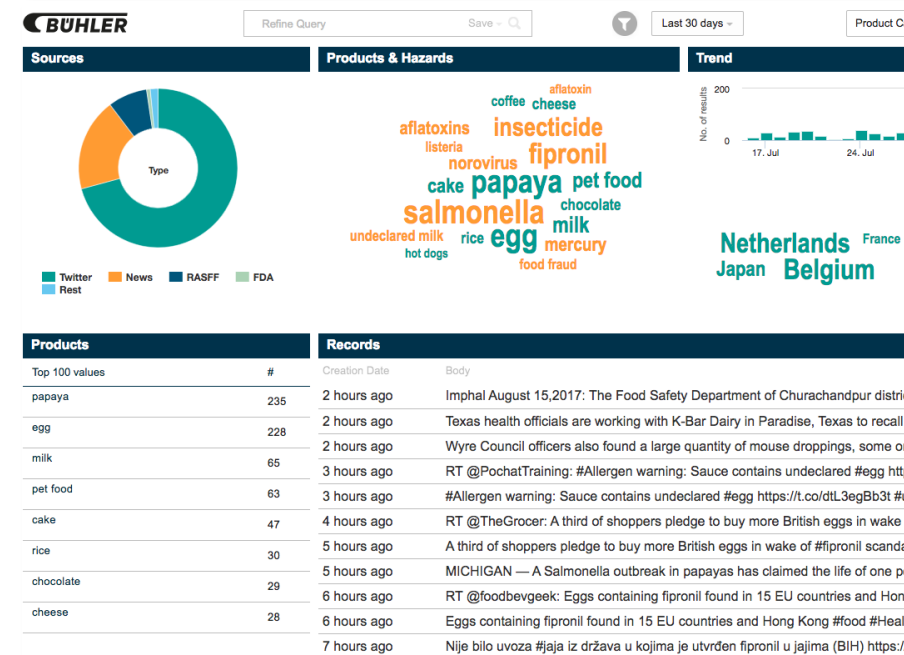 BÜHLER
Refine Query
Save
Last 30 days
Product C
Sources
Type
Twitter News RASFF FDA
Rest
Products & Hazards
aflatoxin
coffee cheese
aflatoxins insecticide
listeria
norovirus fipronil
cake papaya pet food
salmonella chocolate
milk
undeclared milk rice egg mercury
hot dogs
food fraud
Trend
No. of results
200
0
17. Jul 24. Jul
Netherlands France
Japan Belgium
Products
Top 100 values #
papaya 235
egg 228
milk 65
pet food 63
cake 47
rice 30
chocolate 29
cheese 28
Records
Creation Date Body
2 hours ago Imphal August 15,2017: The Food Safety Department of Churachandpur distri
2 hours ago Texas health officials are working with K-Bar Dairy in Paradise, Texas to recall
2 hours ago Wyre Council officers also found a large quantity of mouse droppings, some o
3 hours ago RT @PochatTraining: #Allergen warning: Sauce contains undeclared #egg htt
3 hours ago #Allergen warning: Sauce contains undeclared #egg https://t.co/dtL3egBb3t #
4 hours ago RT @TheGrocer: A third of shoppers pledge to buy more British eggs in wake
5 hours ago A third of shoppers pledge to buy more British eggs in wake of #fipronil scanda
5 hours ago MICHIGAN — A Salmonella outbreak in papayas has claimed the life of one p
6 hours ago RT @foodbevgeek: Eggs containing fipronil found in 15 EU countries and Hon
6 hours ago Eggs containing fipronil found in 15 EU countries and Hong Kong #food #Heal
7 hours ago Nije bilo uvoza #jaja iz država u kojima je utvrđen fipronil u jajima (BIH) https:/